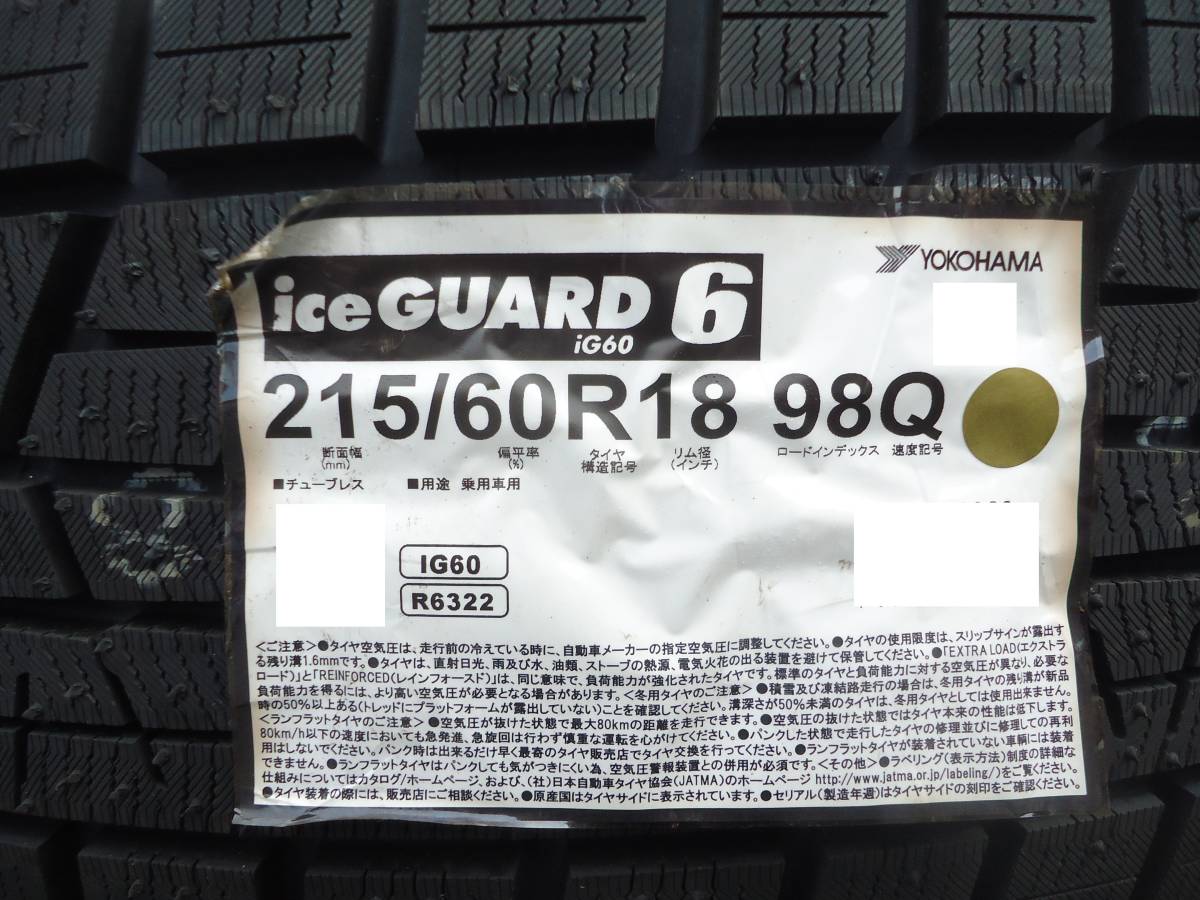 YOKOHAMA
iceGUARD 6
iG60
215/60R18 98Q
断面幅 (mm) 偏平率 (%) タイヤ構造記号 リム径 (インチ) ロードインデックス 速度記号
■チューブレス ■用途 乗用車用
IG60
R6322
<ご注意>●タイヤ空気圧は、走行前の冷えている時に、自動車メーカーの指定空気圧に調整してください。●タイヤの使用限度は、スリップサインが露出す
る残り溝1.6mmです。●タイヤは、直射日光、雨及び水、油類、ストーブの熱源、電気火花の出る装置を避けて保管してください。●「EXTRA LOAD(エクストラ
ロード)」と「REINFORCED(レインフォースド)」は、同じ意味で、負荷能力が強化されたタイヤです。標準のタイヤと負荷能力に対する空気圧が異なり、必要な
負荷能力を得るには、より高い空気圧が必要となる場合があります。<冬用タイヤのご注意>●積雪及び凍結路走行の場合は、冬用タイヤの残り溝が新品
時の50%以上ある(トレッドにプラットフォームが露出していない)ことを確認してください。溝深さが50%未満のタイヤは、冬用タイヤとしては使用出来ません。
<ランフラットタイヤのご注意>●空気圧が抜けた状態で最大80kmの距離を走行できます。●空気圧の抜けた状態ではタイヤ本来の性能は低下します。
80km/h以下の速度においても急発進、急旋回は行わず慎重な運転を心がけてください。●パンクした状態で走行したタイヤの修理並びに修理しての再利
用はしないでください。パンク時は出来るだけ早く最寄のタイヤ販売店でタイヤ交換を行ってください。●ランフラットタイヤが装着されていない車輌には装着
できません。●ランフラットタイヤはパンクしても気がつきにくい為、空気圧警報装置との併用が必須です。<その他>●ラベリング(表示方法)制度の詳細な
仕組みについてはカタログ/ホームページ、および、(社)日本自動車タイヤ協会(JATMA)のホームページ http://www.jatma.or.jp/labeling/)をご覧ください。
●タイヤ装着の際には、販売店にご相談ください。●原産国はタイヤサイドに表示されています。●セリアル(製造年週)はタイヤサイドの刻印をご確認ください。